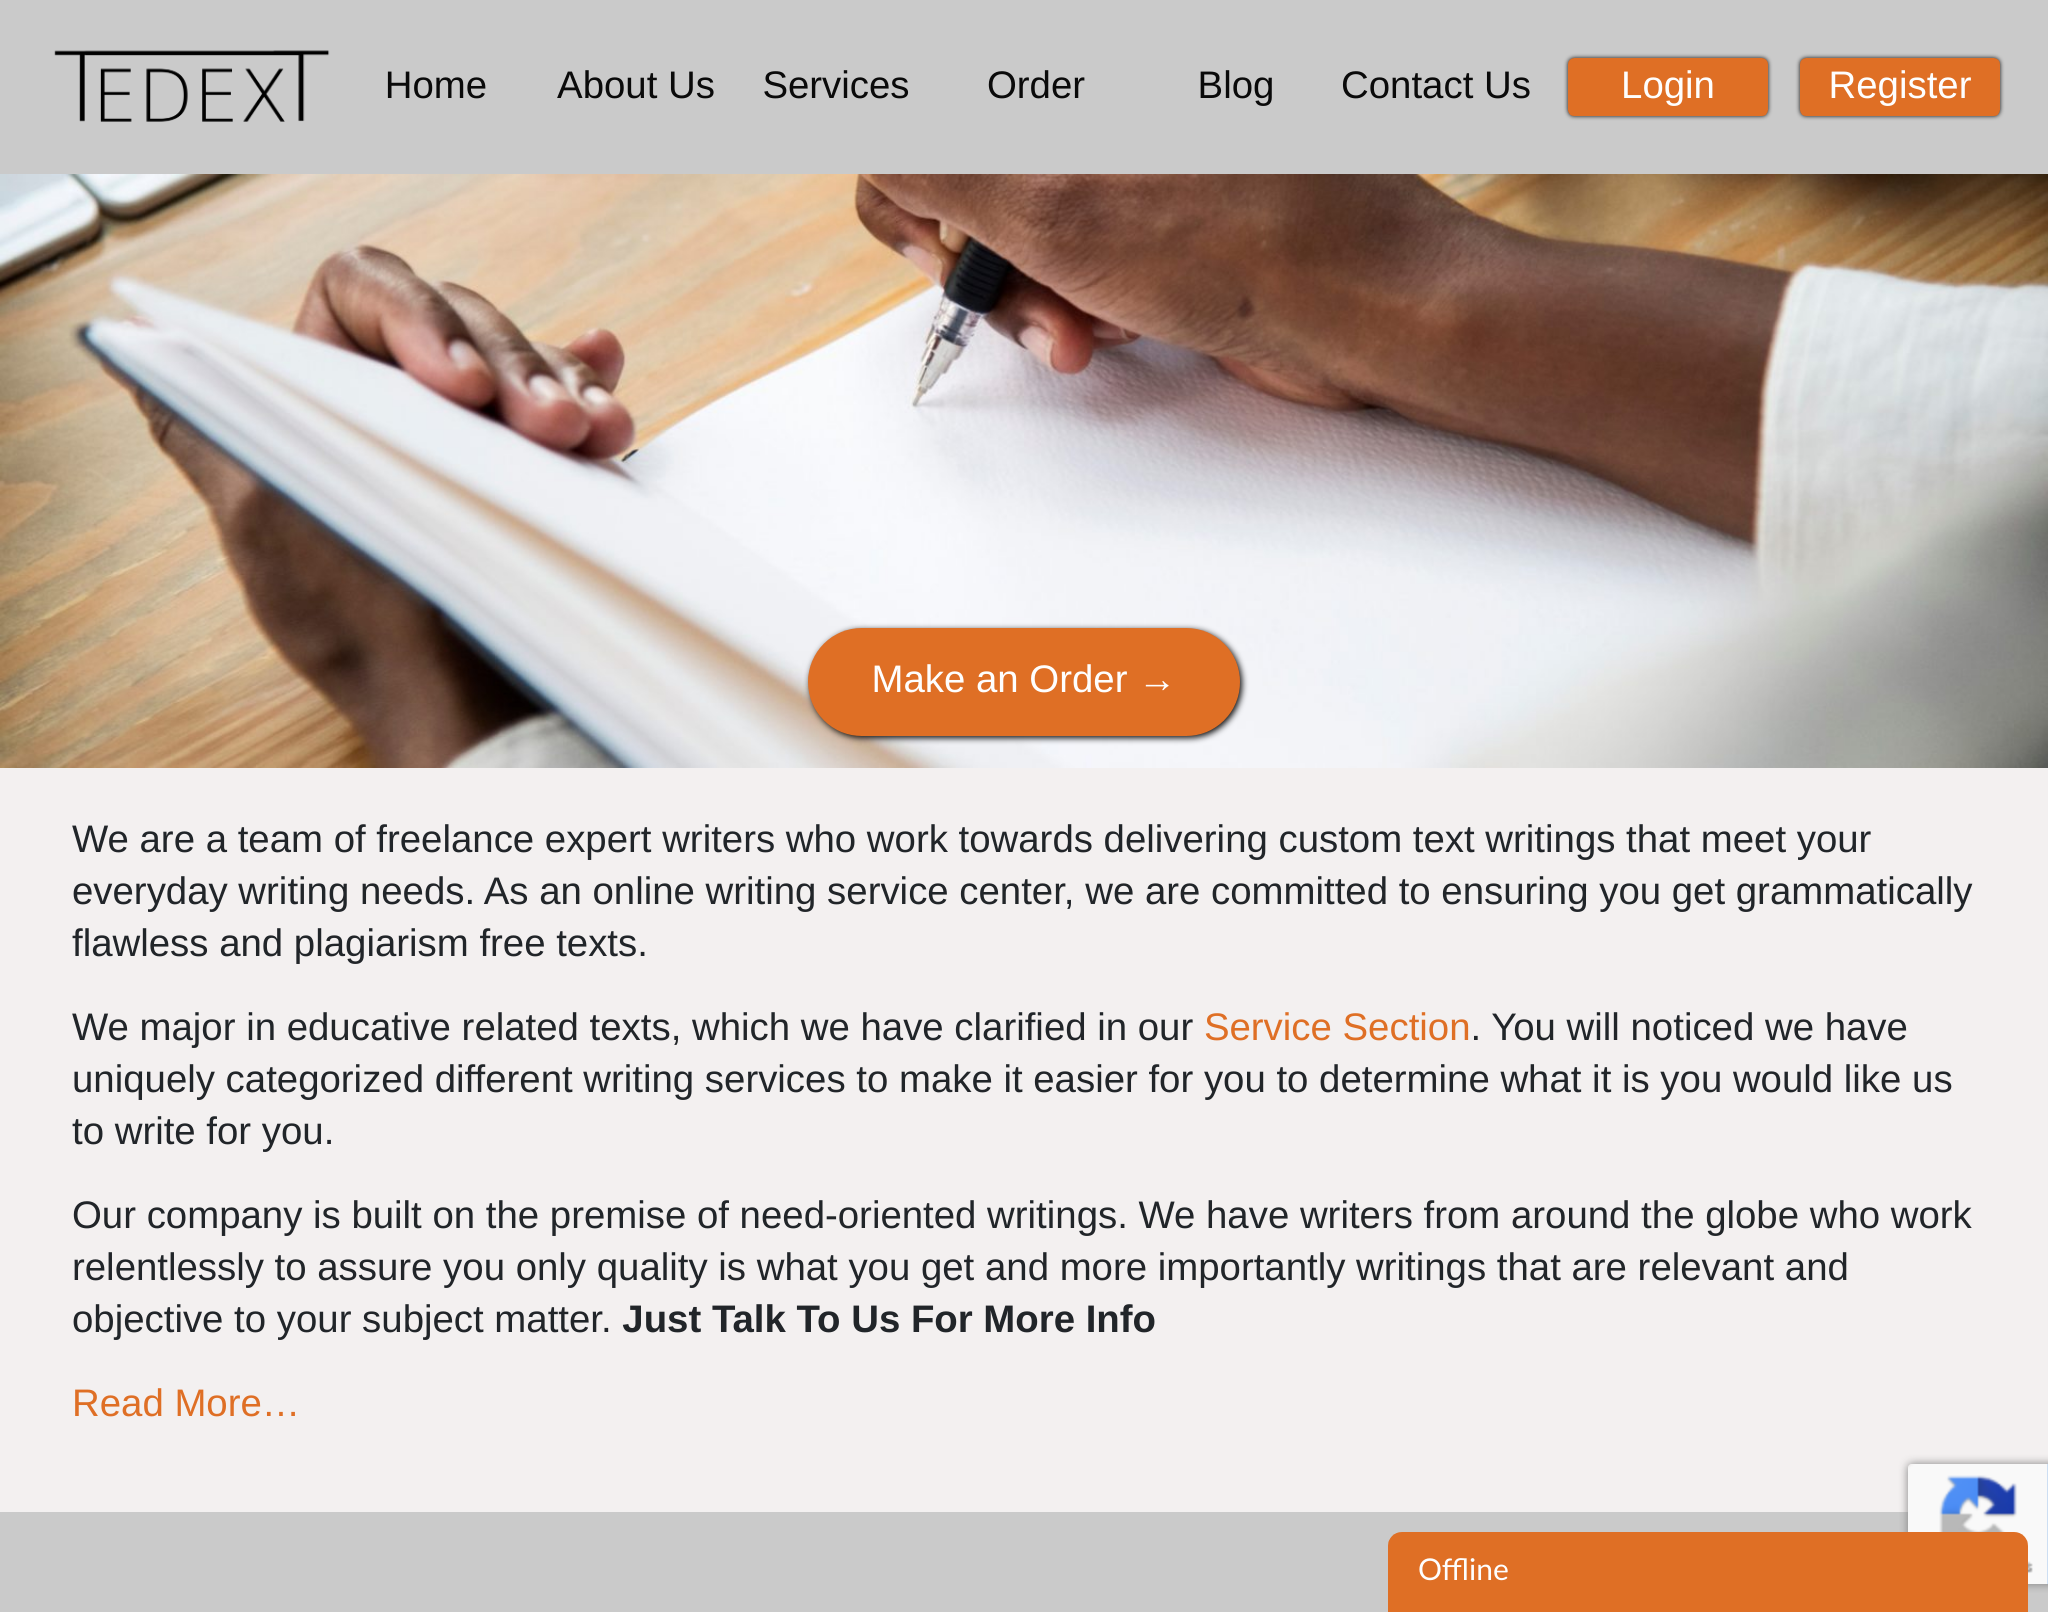 TEDEXT
Home About Us Services Order Blog Contact Us Login Register
Make an Order →
We are a team of freelance expert writers who work towards delivering custom text writings that meet your
everyday writing needs. As an online writing service center, we are committed to ensuring you get grammatically
flawless and plagiarism free texts.
We major in educative related texts, which we have clarified in our Service Section. You will noticed we have
uniquely categorized different writing services to make it easier for you to determine what it is you would like us
to write for you.
Our company is built on the premise of need-oriented writings. We have writers from around the globe who work
relentlessly to assure you only quality is what you get and more importantly writings that are relevant and
objective to your subject matter. Just Talk To Us For More Info
Read More…
Offline